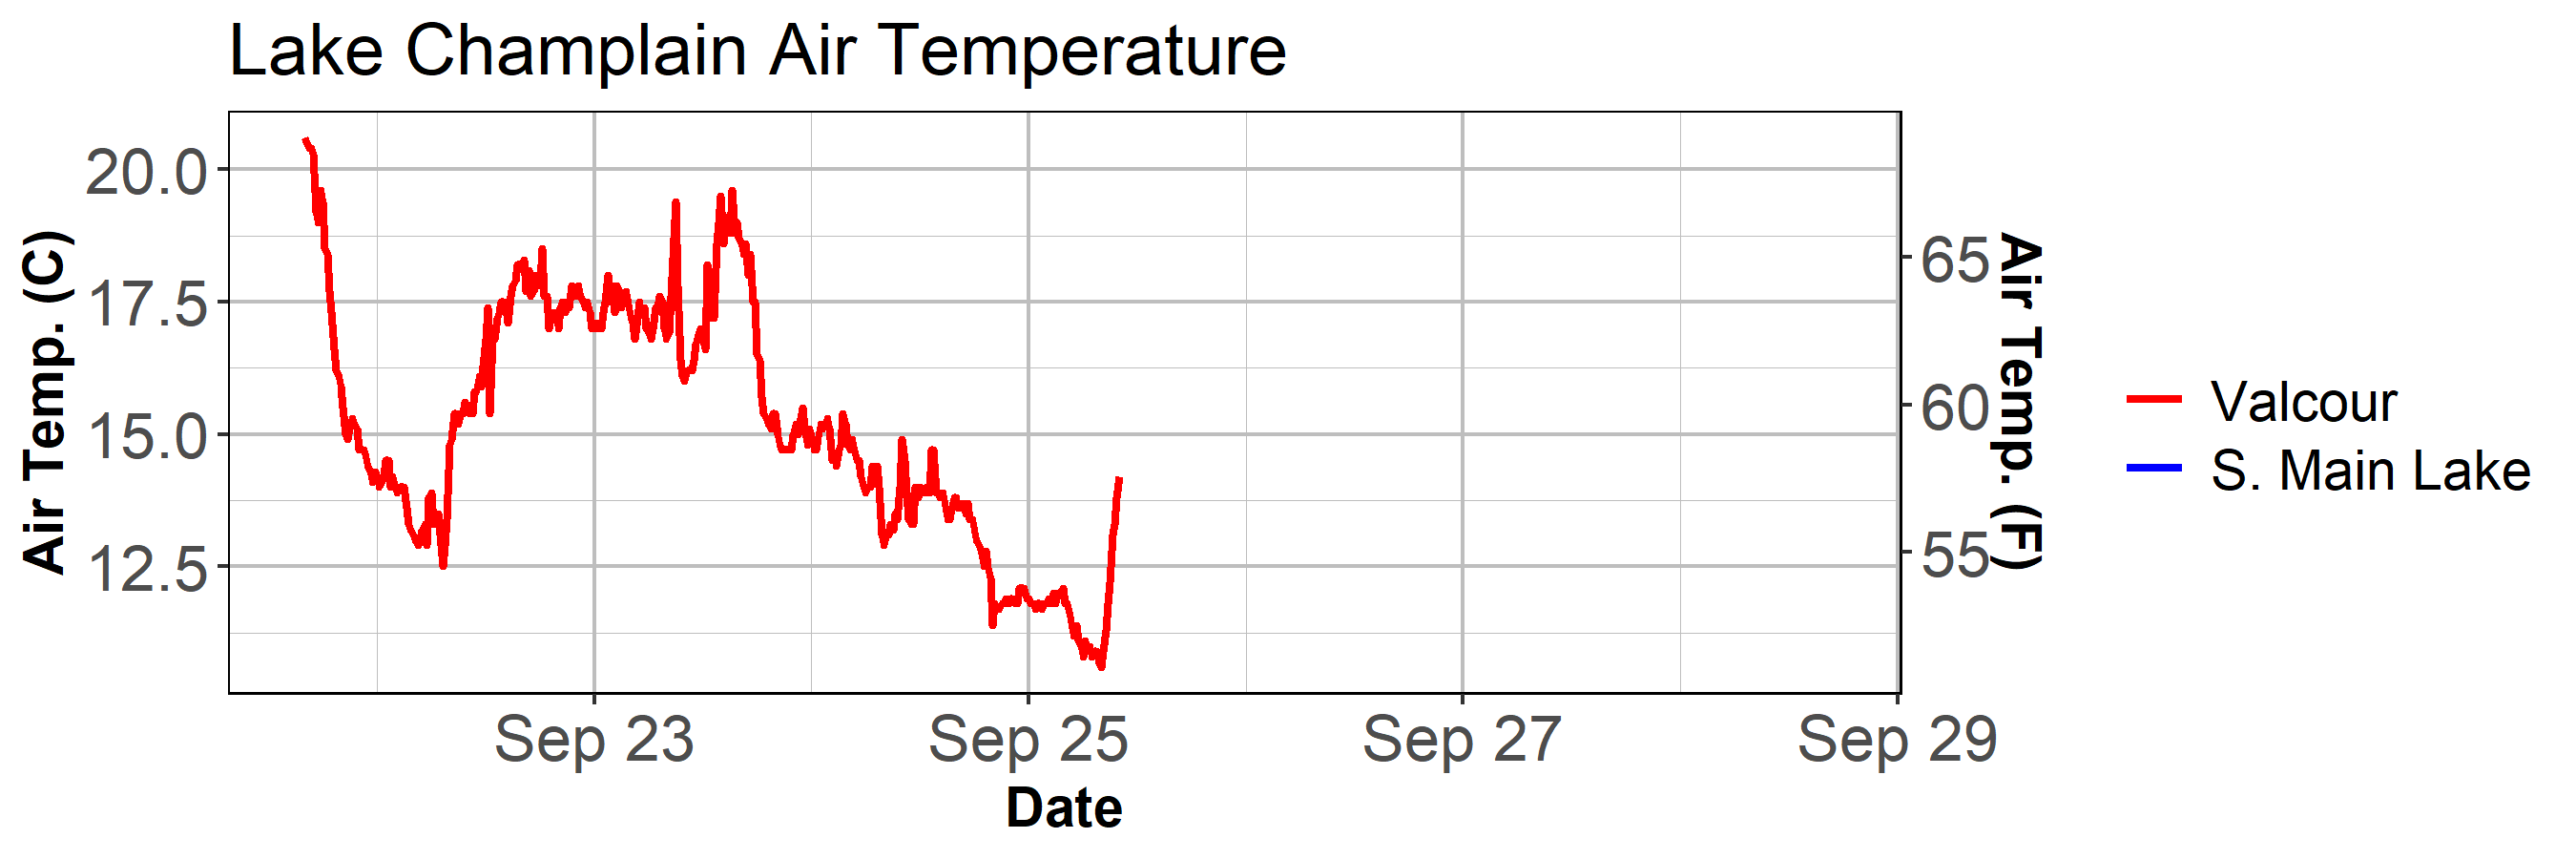 Lake Champlain Air Temperature
20.0
17.5
15.0
12.5
Air Temp. (C)
65
60
55
Air Temp. (F)
Sep 23
Sep 25
Sep 27
Sep 29
Date
Valcour
S. Main Lake